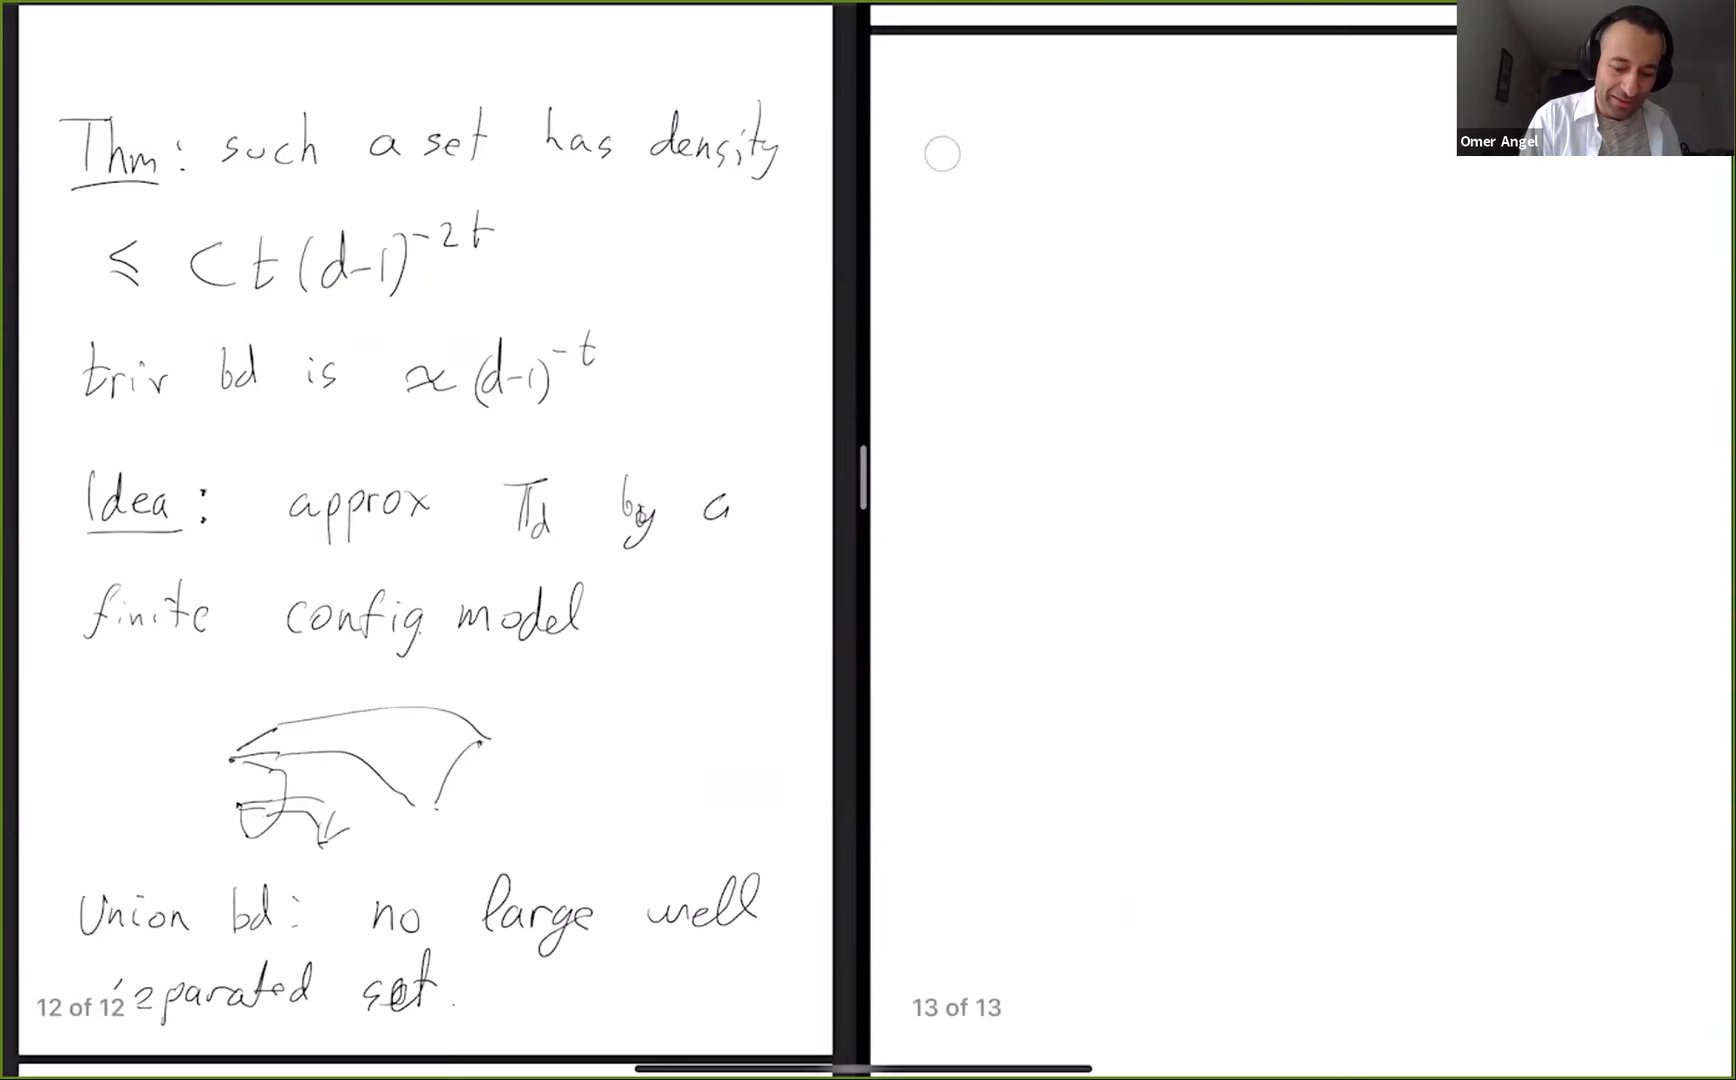 Thm: such a set has density
≤ C t (d-1)^{-2t}
triv bd is ≈ (d-1)^{-t}
Idea: approx 𝕋_d by a
finite config model
Union bd: no large well
separated set.
12 of 12
13 of 13
Omer Angel